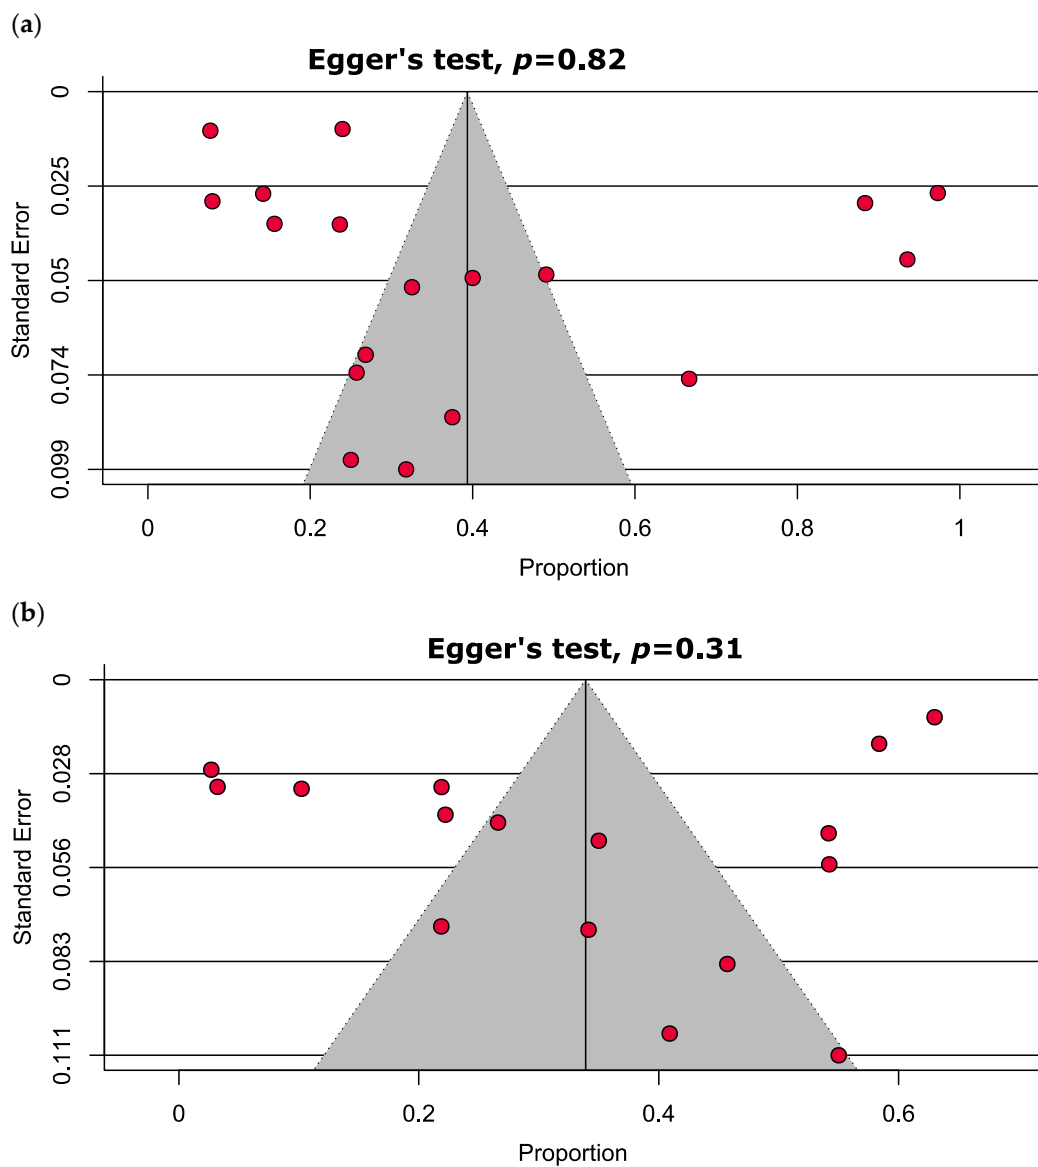 (a)
Egger's test, p=0.82
Standard Error
0
0.025
0.05
0.074
0.099
0 0.2 0.4 0.6 0.8 1
Proportion
(b)
Egger's test, p=0.31
Standard Error
0
0.028
0.056
0.083
0.111
0 0.2 0.4 0.6
Proportion